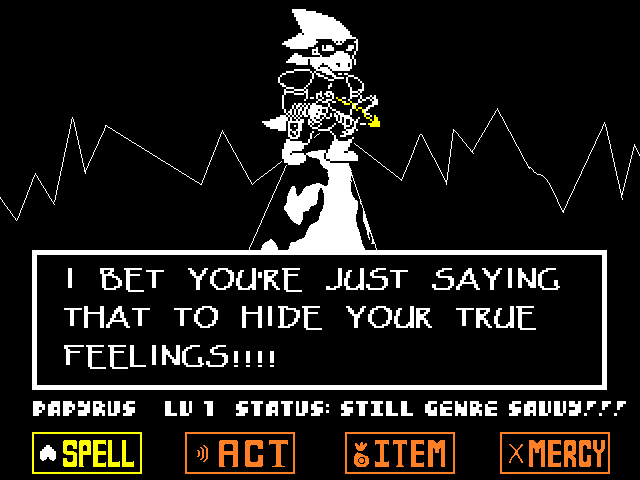 I BET YOU'RE JUST SAYING
THAT TO HIDE YOUR TRUE
FEELINGS!!!!
PAPYRUS LV 1 STATUS: STILL GENRE SAVVY!!!
SPELL ACT ITEM MERCY